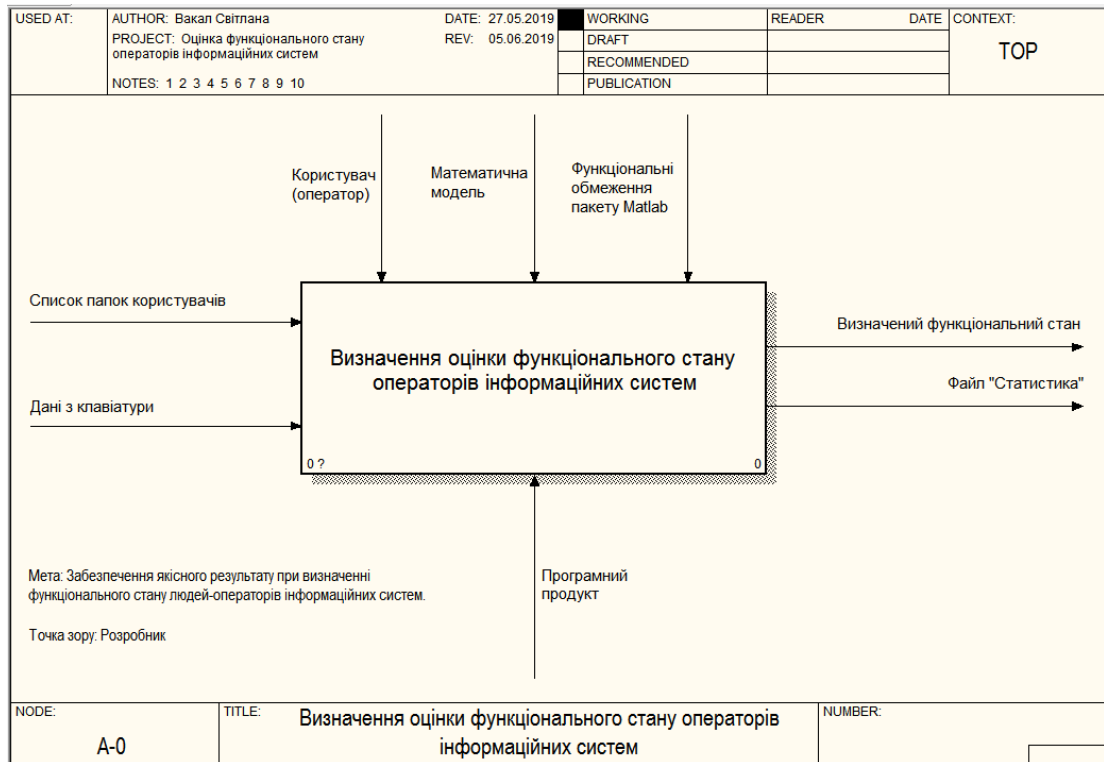 USED AT:
AUTHOR: Вакал Світлана
DATE: 27.05.2019
PROJECT: Оцінка функціонального стану
операторів інформаційних систем
REV: 05.06.2019
NOTES: 1 2 3 4 5 6 7 8 9 10
WORKING
DRAFT
RECOMMENDED
PUBLICATION
READER
DATE
CONTEXT:
TOP
Користувач
(оператор)
Математична
модель
Функціональні
обмеження
пакету Matlab
Список папок користувачів
Дані з клавіатури
Визначення оцінки функціонального стану
операторів інформаційних систем
0 ?
0
Визначений функціональний стан
Файл "Статистика"
Програмний
продукт
Мета: Забезпечення якісного результату при визначенні
функціонального стану людей-операторів інформаційних систем.
Точка зору: Розробник
NODE:
A-0
TITLE:
Визначення оцінки функціонального стану операторів
інформаційних систем
NUMBER: